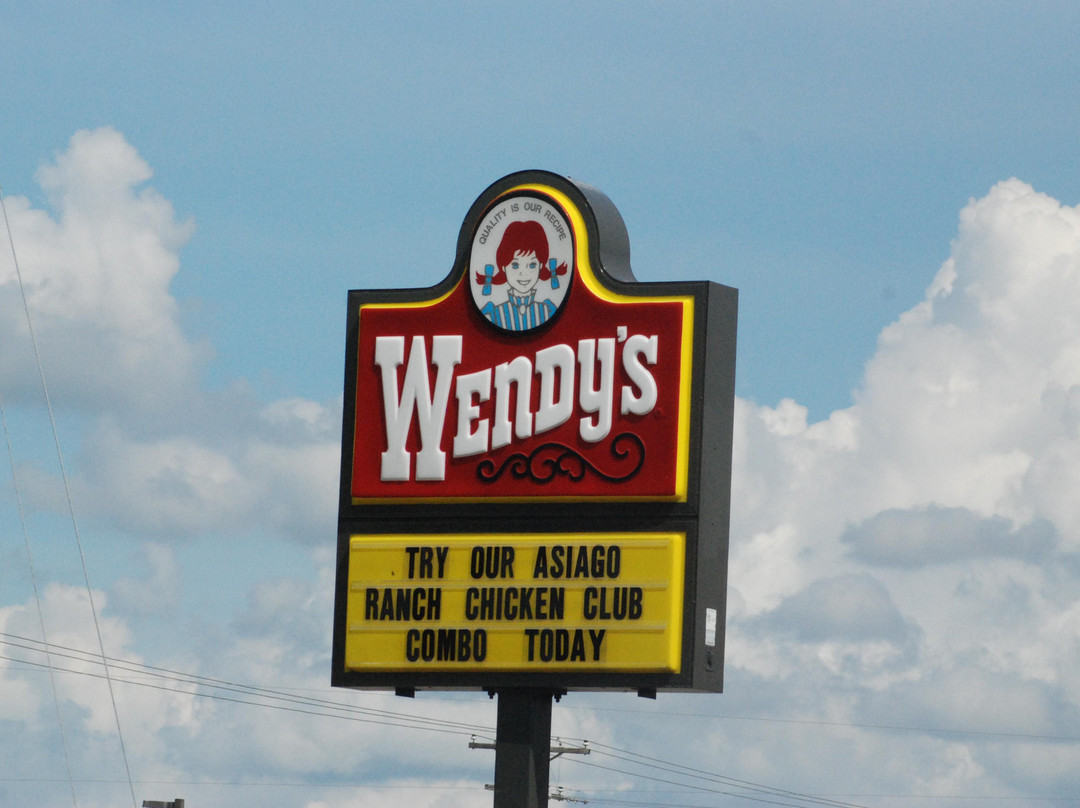 QUALITY IS OUR RECIPE
WENDY'S
TRY OUR ASIAGO
RANCH CHICKEN CLUB
COMBO TODAY